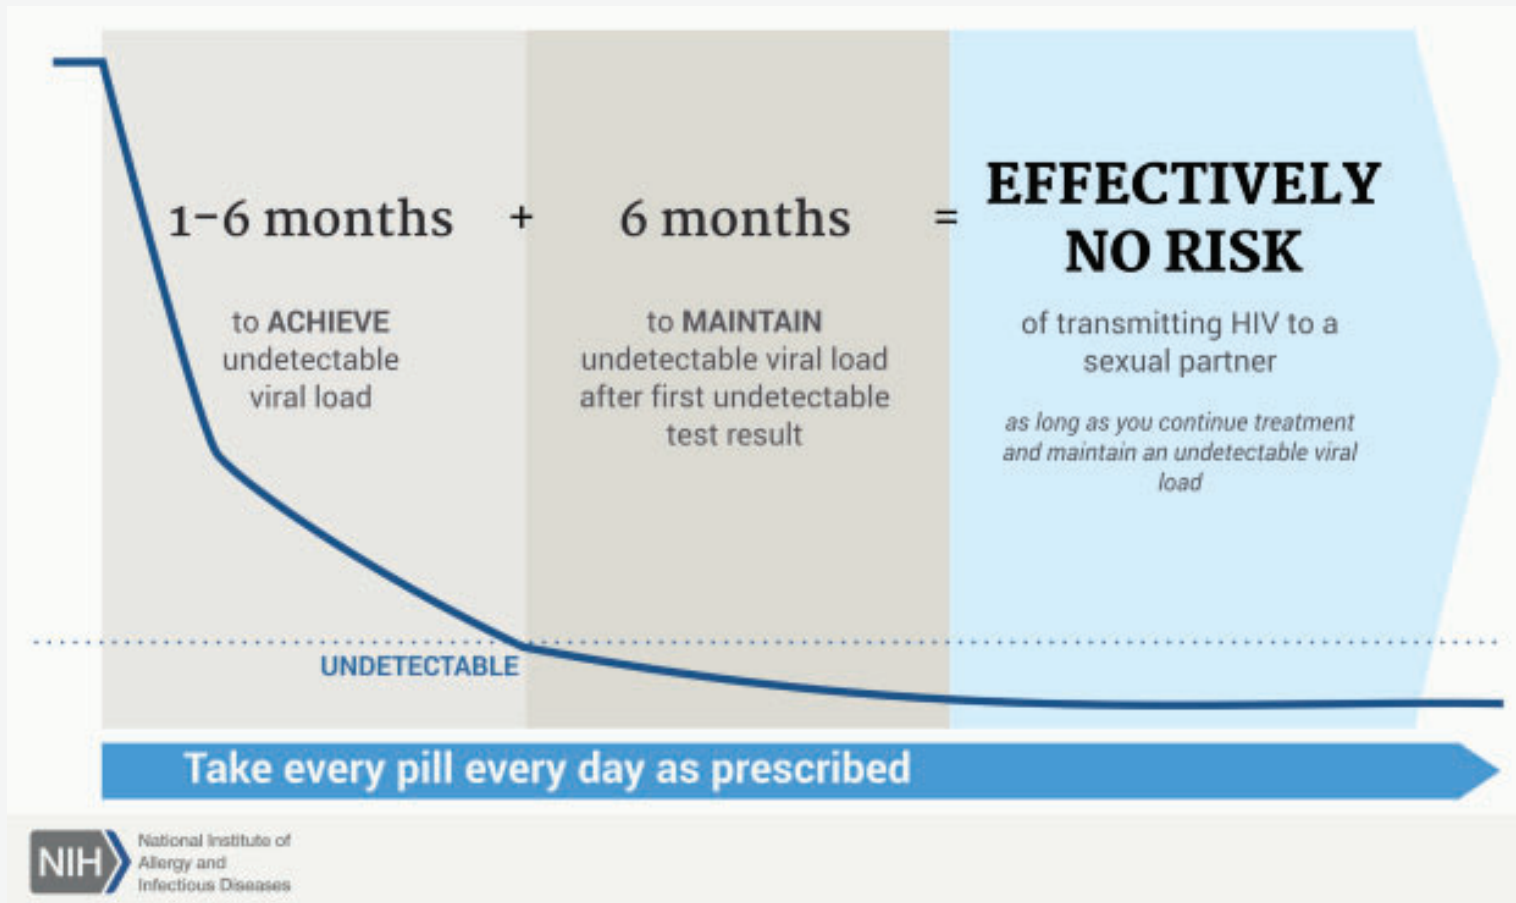 1-6 months + 6 months =
to ACHIEVE
undetectable
viral load
to MAINTAIN
undetectable viral load
after first undetectable
test result
EFFECTIVELY
NO RISK
of transmitting HIV to a
sexual partner
as long as you continue treatment
and maintain an undetectable viral
load
UNDETECTABLE
Take every pill every day as prescribed
NIH
National Institute of
Allergy and
Infectious Diseases